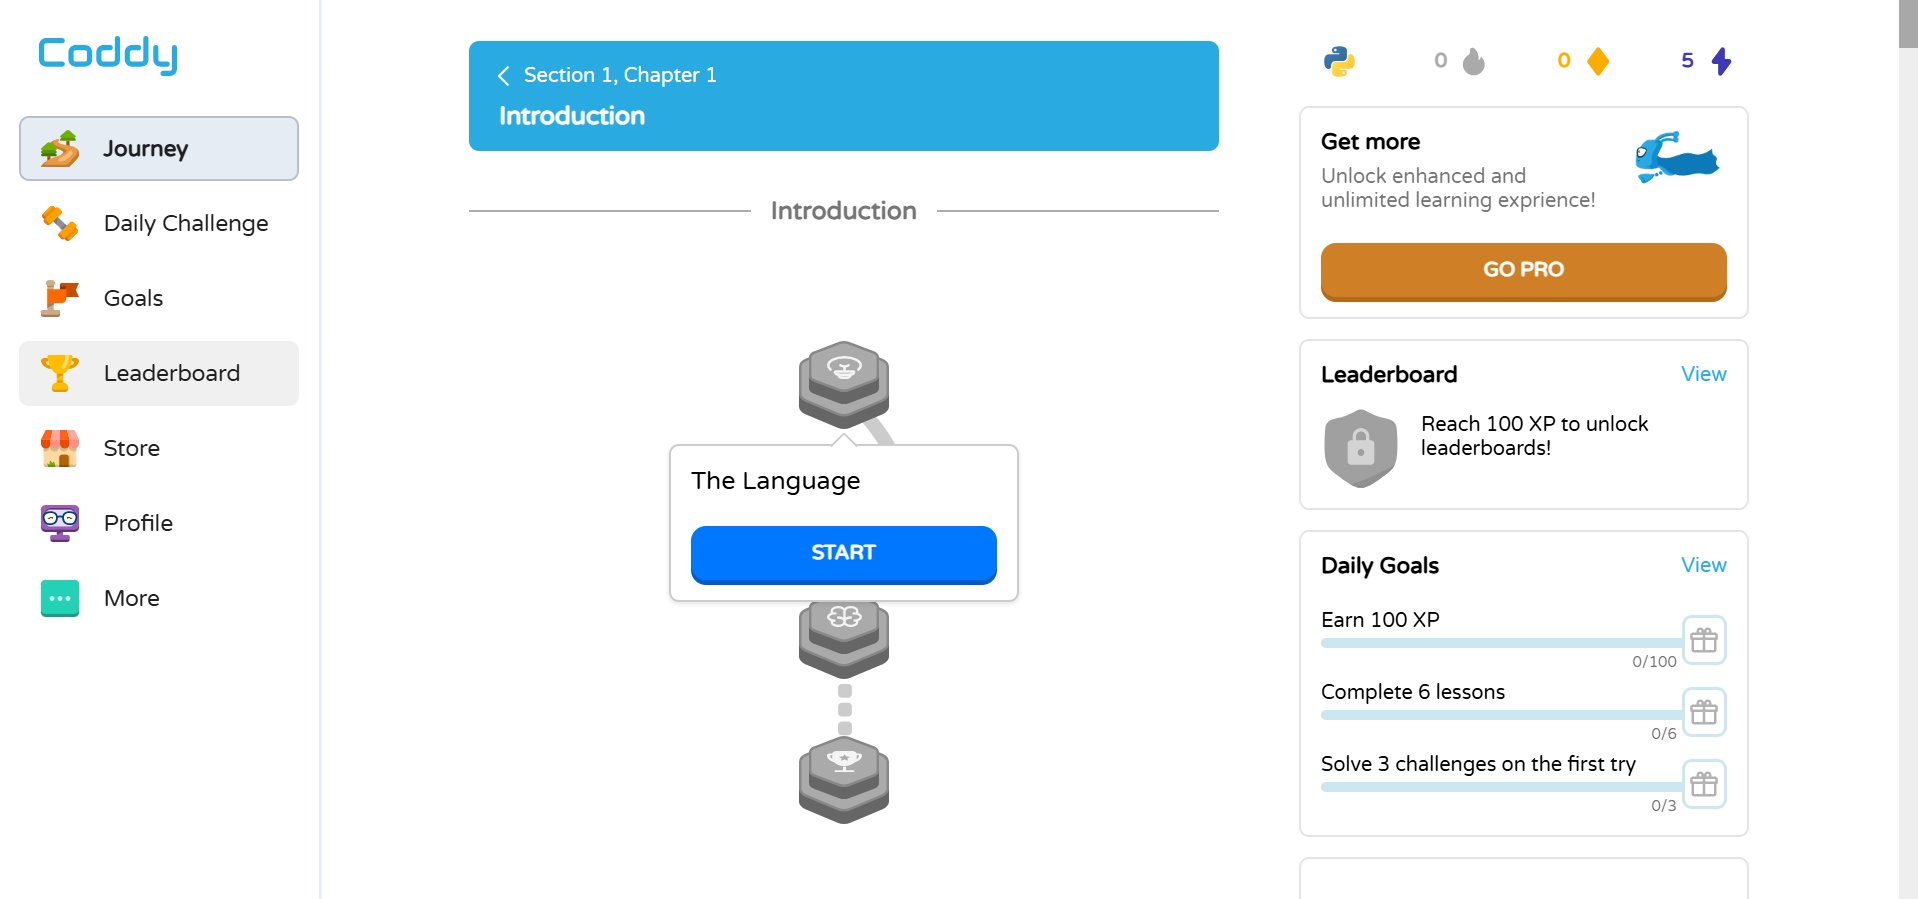 Coddy
Journey
Daily Challenge
Goals
Leaderboard
Store
Profile
More
Section 1, Chapter 1
Introduction
Introduction
The Language
START
0
0
5
Get more
Unlock enhanced and
unlimited learning exprience!
GO PRO
Leaderboard
View
Reach 100 XP to unlock
leaderboards!
Daily Goals
View
Earn 100 XP
0/100
Complete 6 lessons
0/6
Solve 3 challenges on the first try
0/3